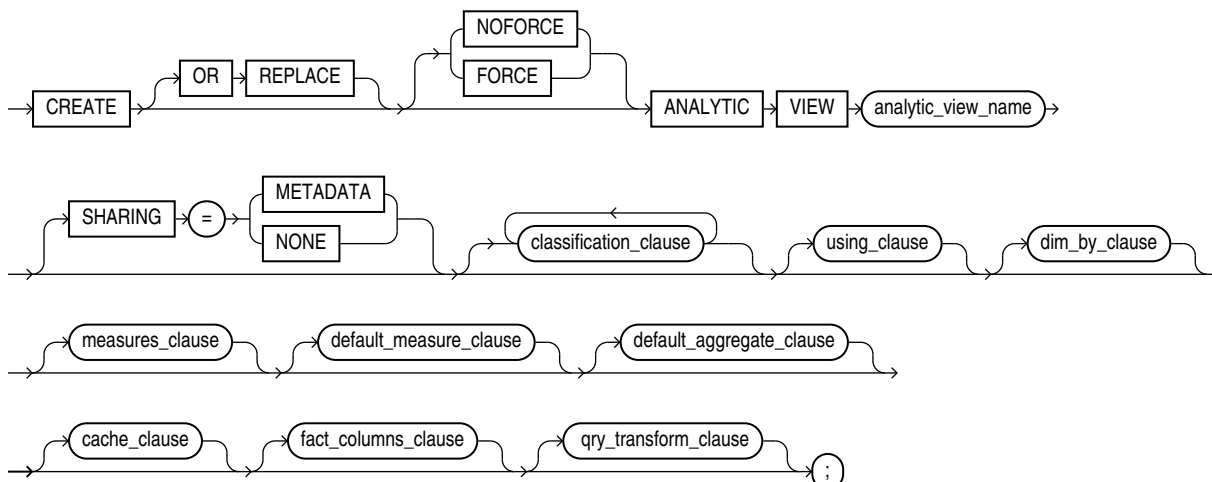 NOFORCE
OR REPLACE FORCE
CREATE ANALYTIC VIEW analytic_view_name
METADATA
SHARING = NONE
classification_clause using_clause dim_by_clause
measures_clause default_measure_clause default_aggregate_clause
cache_clause fact_columns_clause qry_transform_clause
;